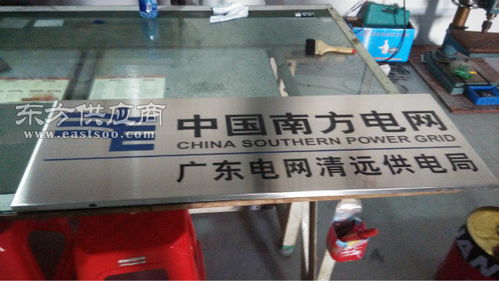 中国南方电网
CHINA SOUTHERN POWER GRID
广东电网清远供电局
东方供应商
www.eastsoo.com